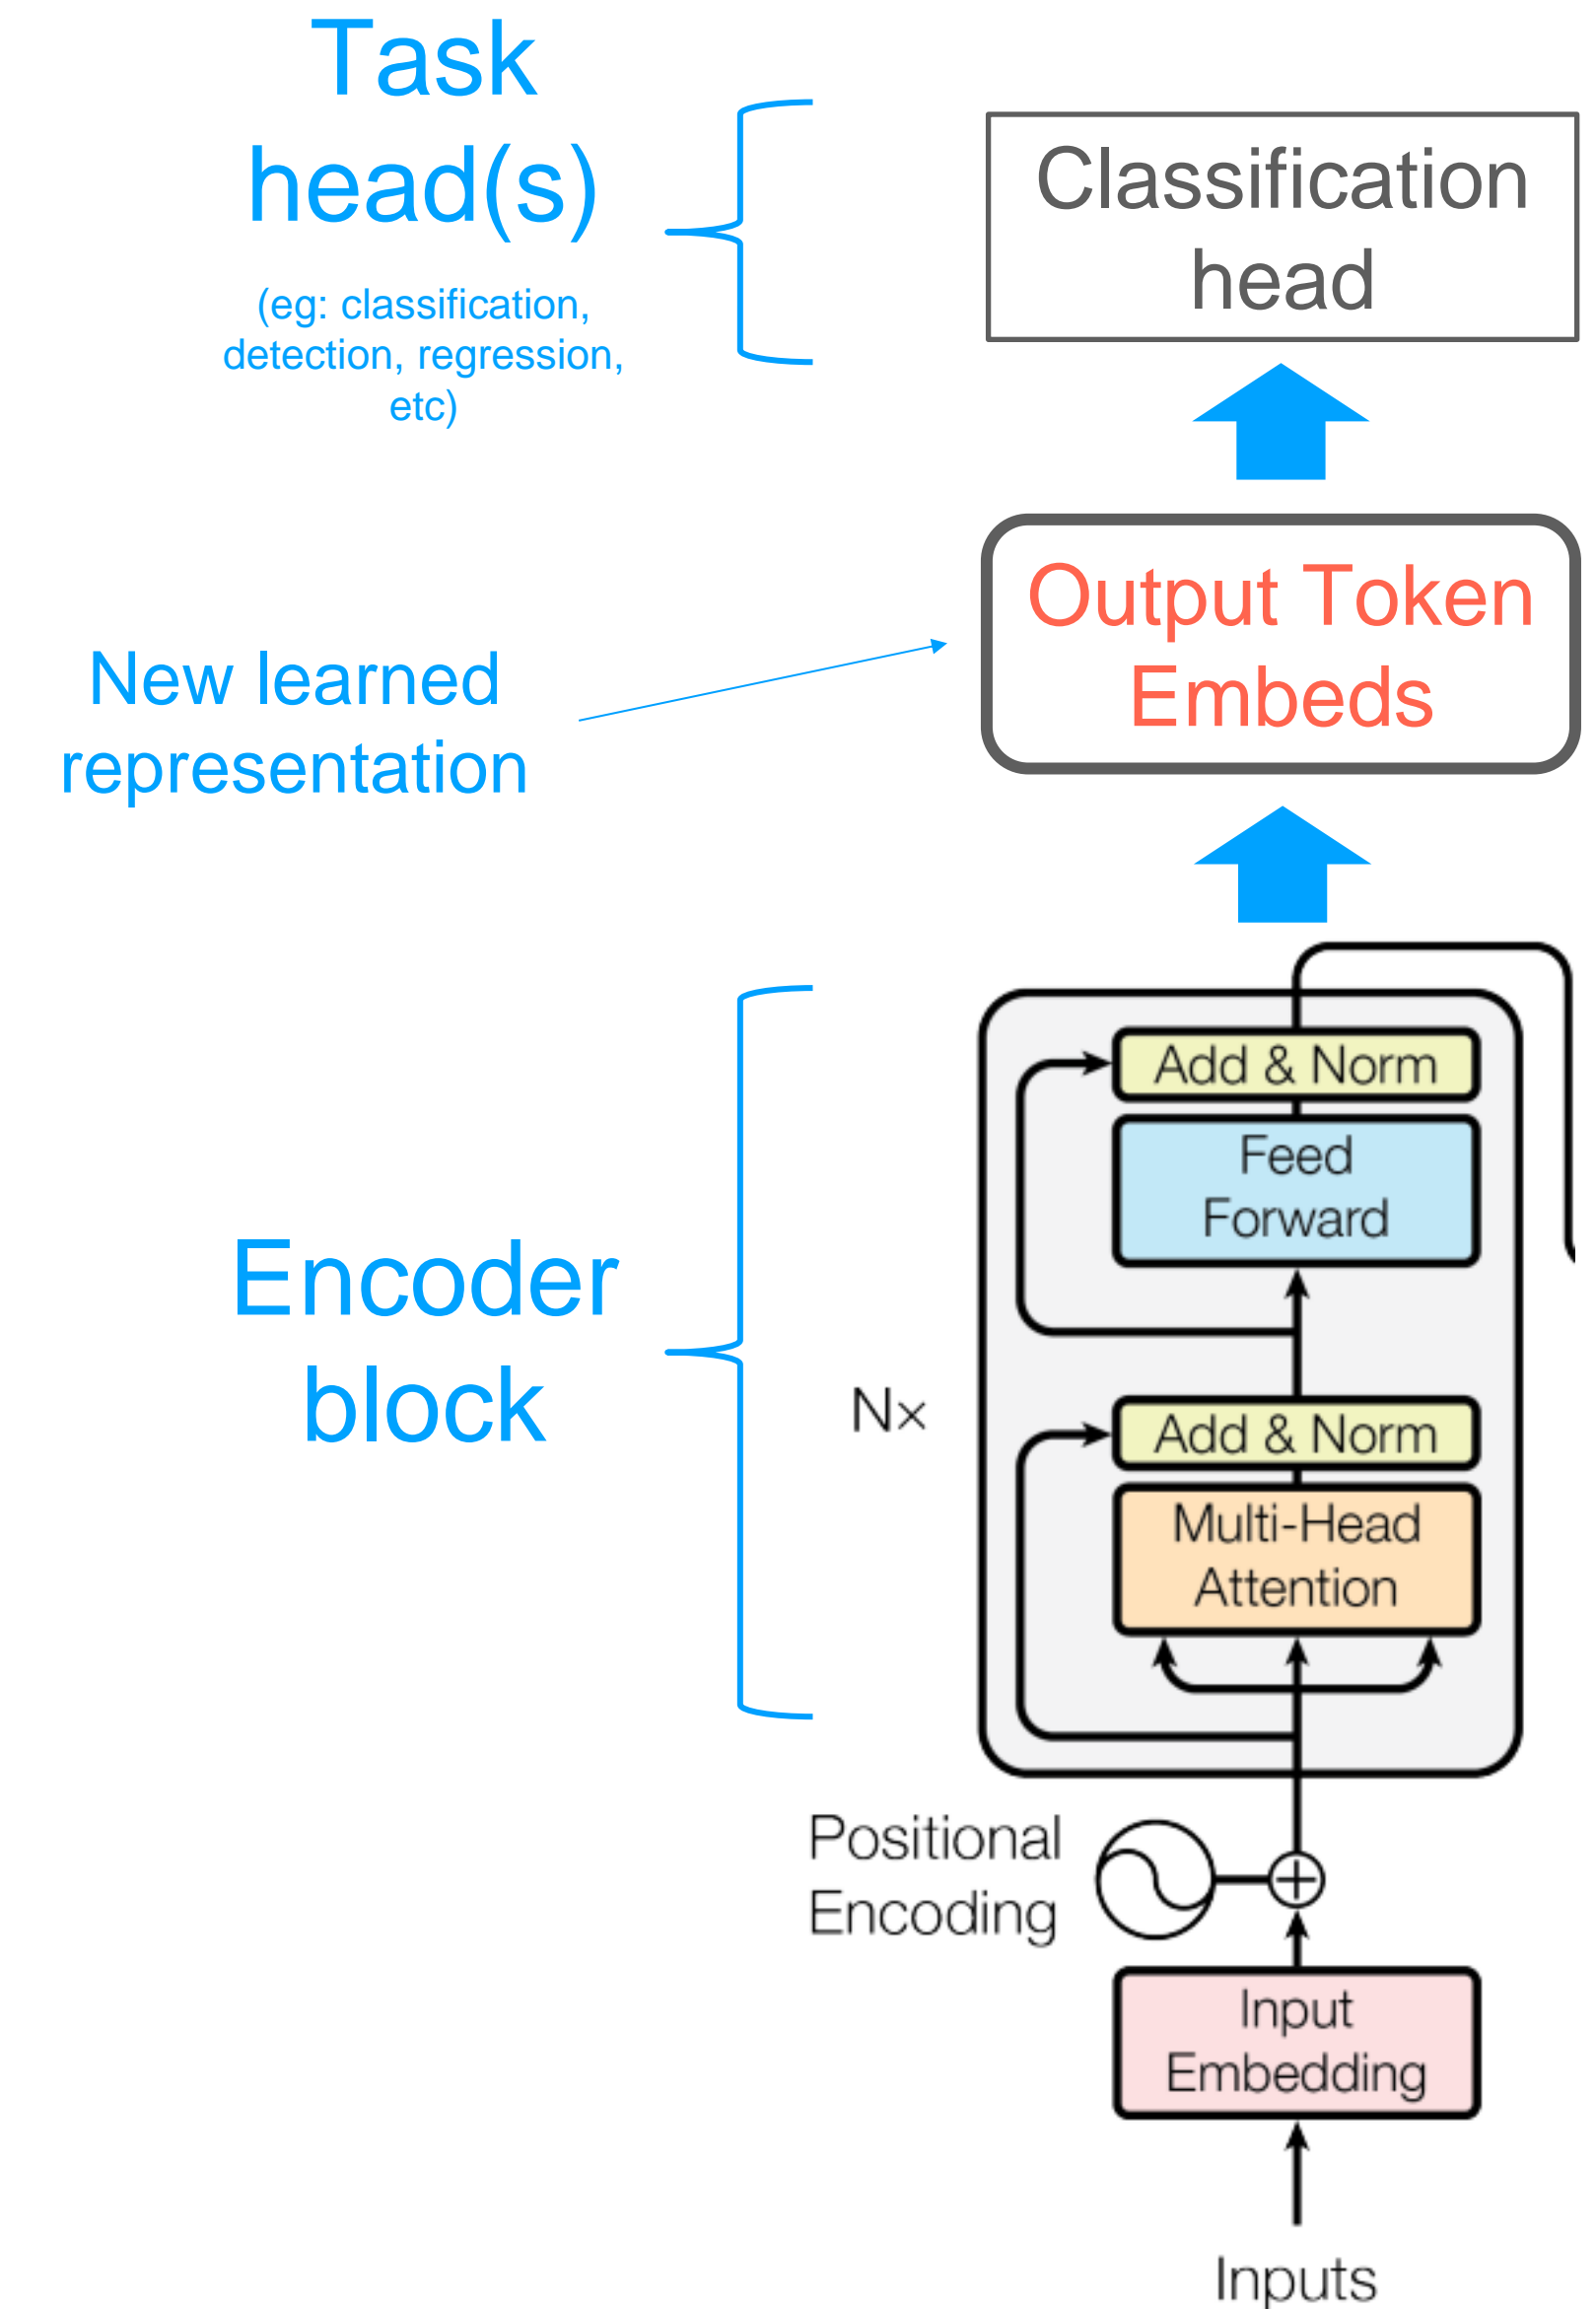 Task
head(s)
(eg: classification,
detection, regression,
etc)
Classification
head
Output Token
Embeds
New learned
representation
Add & Norm
Feed
Forward
Encoder
block
N×
Add & Norm
Multi-Head
Attention
Positional
Encoding
Input
Embedding
Inputs